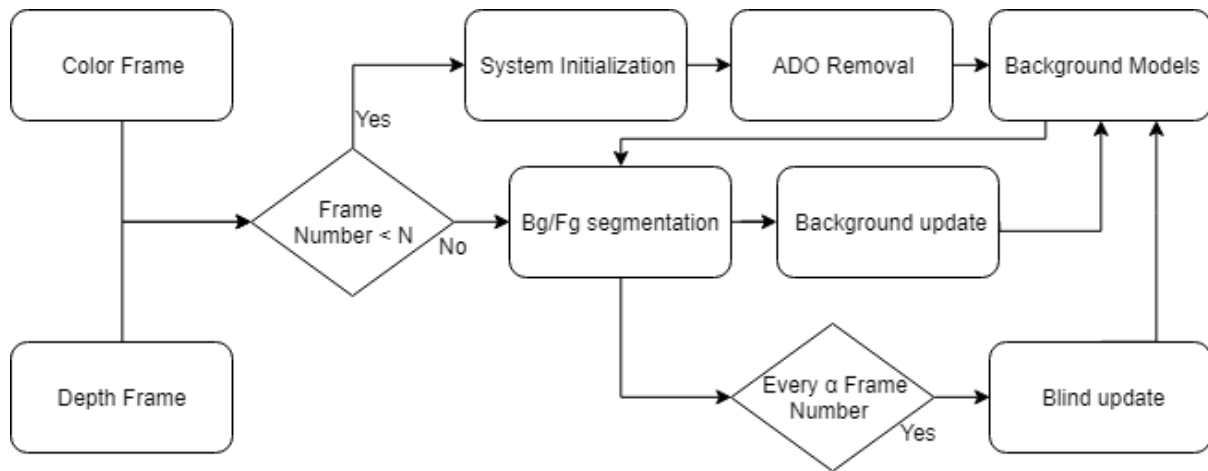 Color Frame
System Initialization
ADO Removal
Background Models
Yes
Frame
Number < N
No
Bg/Fg segmentation
Background update
Depth Frame
Every α Frame
Number
Yes
Blind update